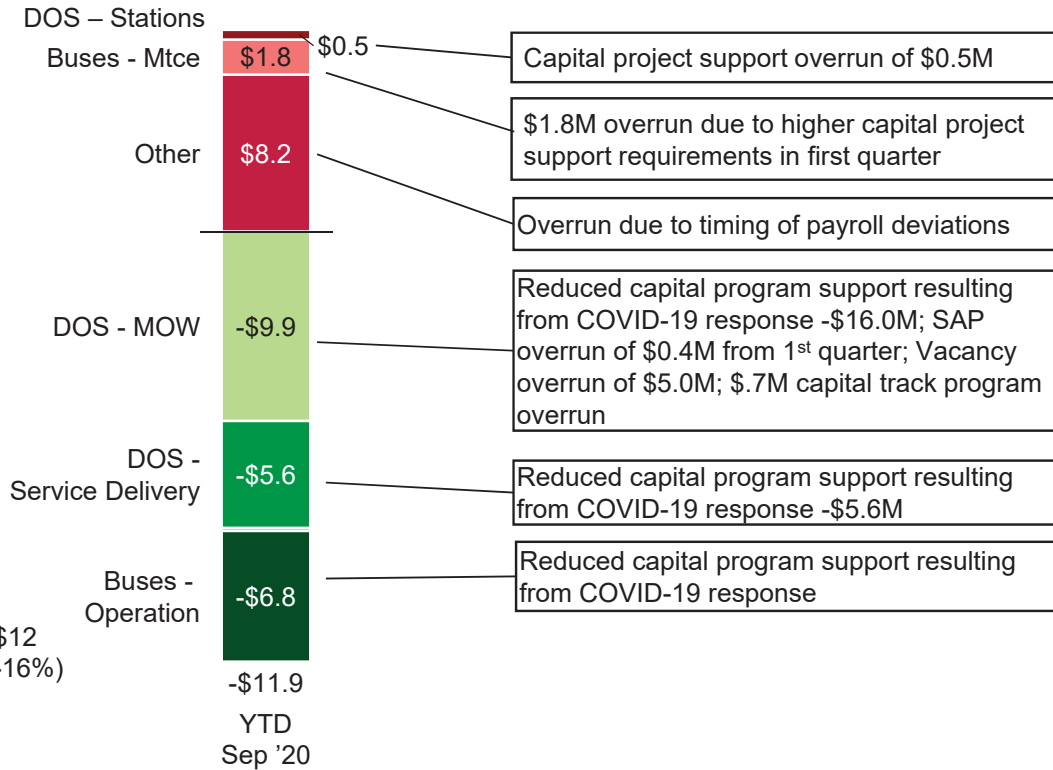 DOS – Stations
$0.5
Capital project support overrun of $0.5M
Buses - Mtce
$1.8
$1.8M overrun due to higher capital project
support requirements in first quarter
Other
$8.2
Overrun due to timing of payroll deviations
DOS - MOW
-$9.9
Reduced capital program support resulting
from COVID-19 response -$16.0M; SAP
overrun of $0.4M from 1st quarter; Vacancy
overrun of $5.0M; $.7M capital track program
overrun
DOS -
Service Delivery
-$5.6
Reduced capital program support resulting
from COVID-19 response -$5.6M
Buses -
Operation
-$6.8
Reduced capital program support resulting
from COVID-19 response
$12
16%)
-$11.9
YTD
Sep ’20